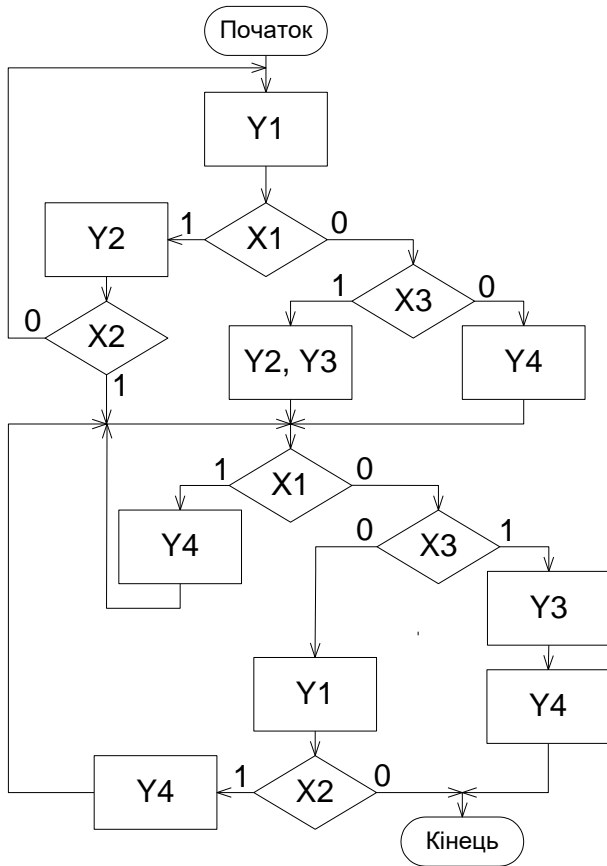 Початок
Y1
1 X1 0
Y2
1 X3 0
0 X2
Y2, Y3
Y4
1
1 X1 0
Y4
0 X3 1
Y3
Y1
Y4
Y4
1 X2 0
Кінець